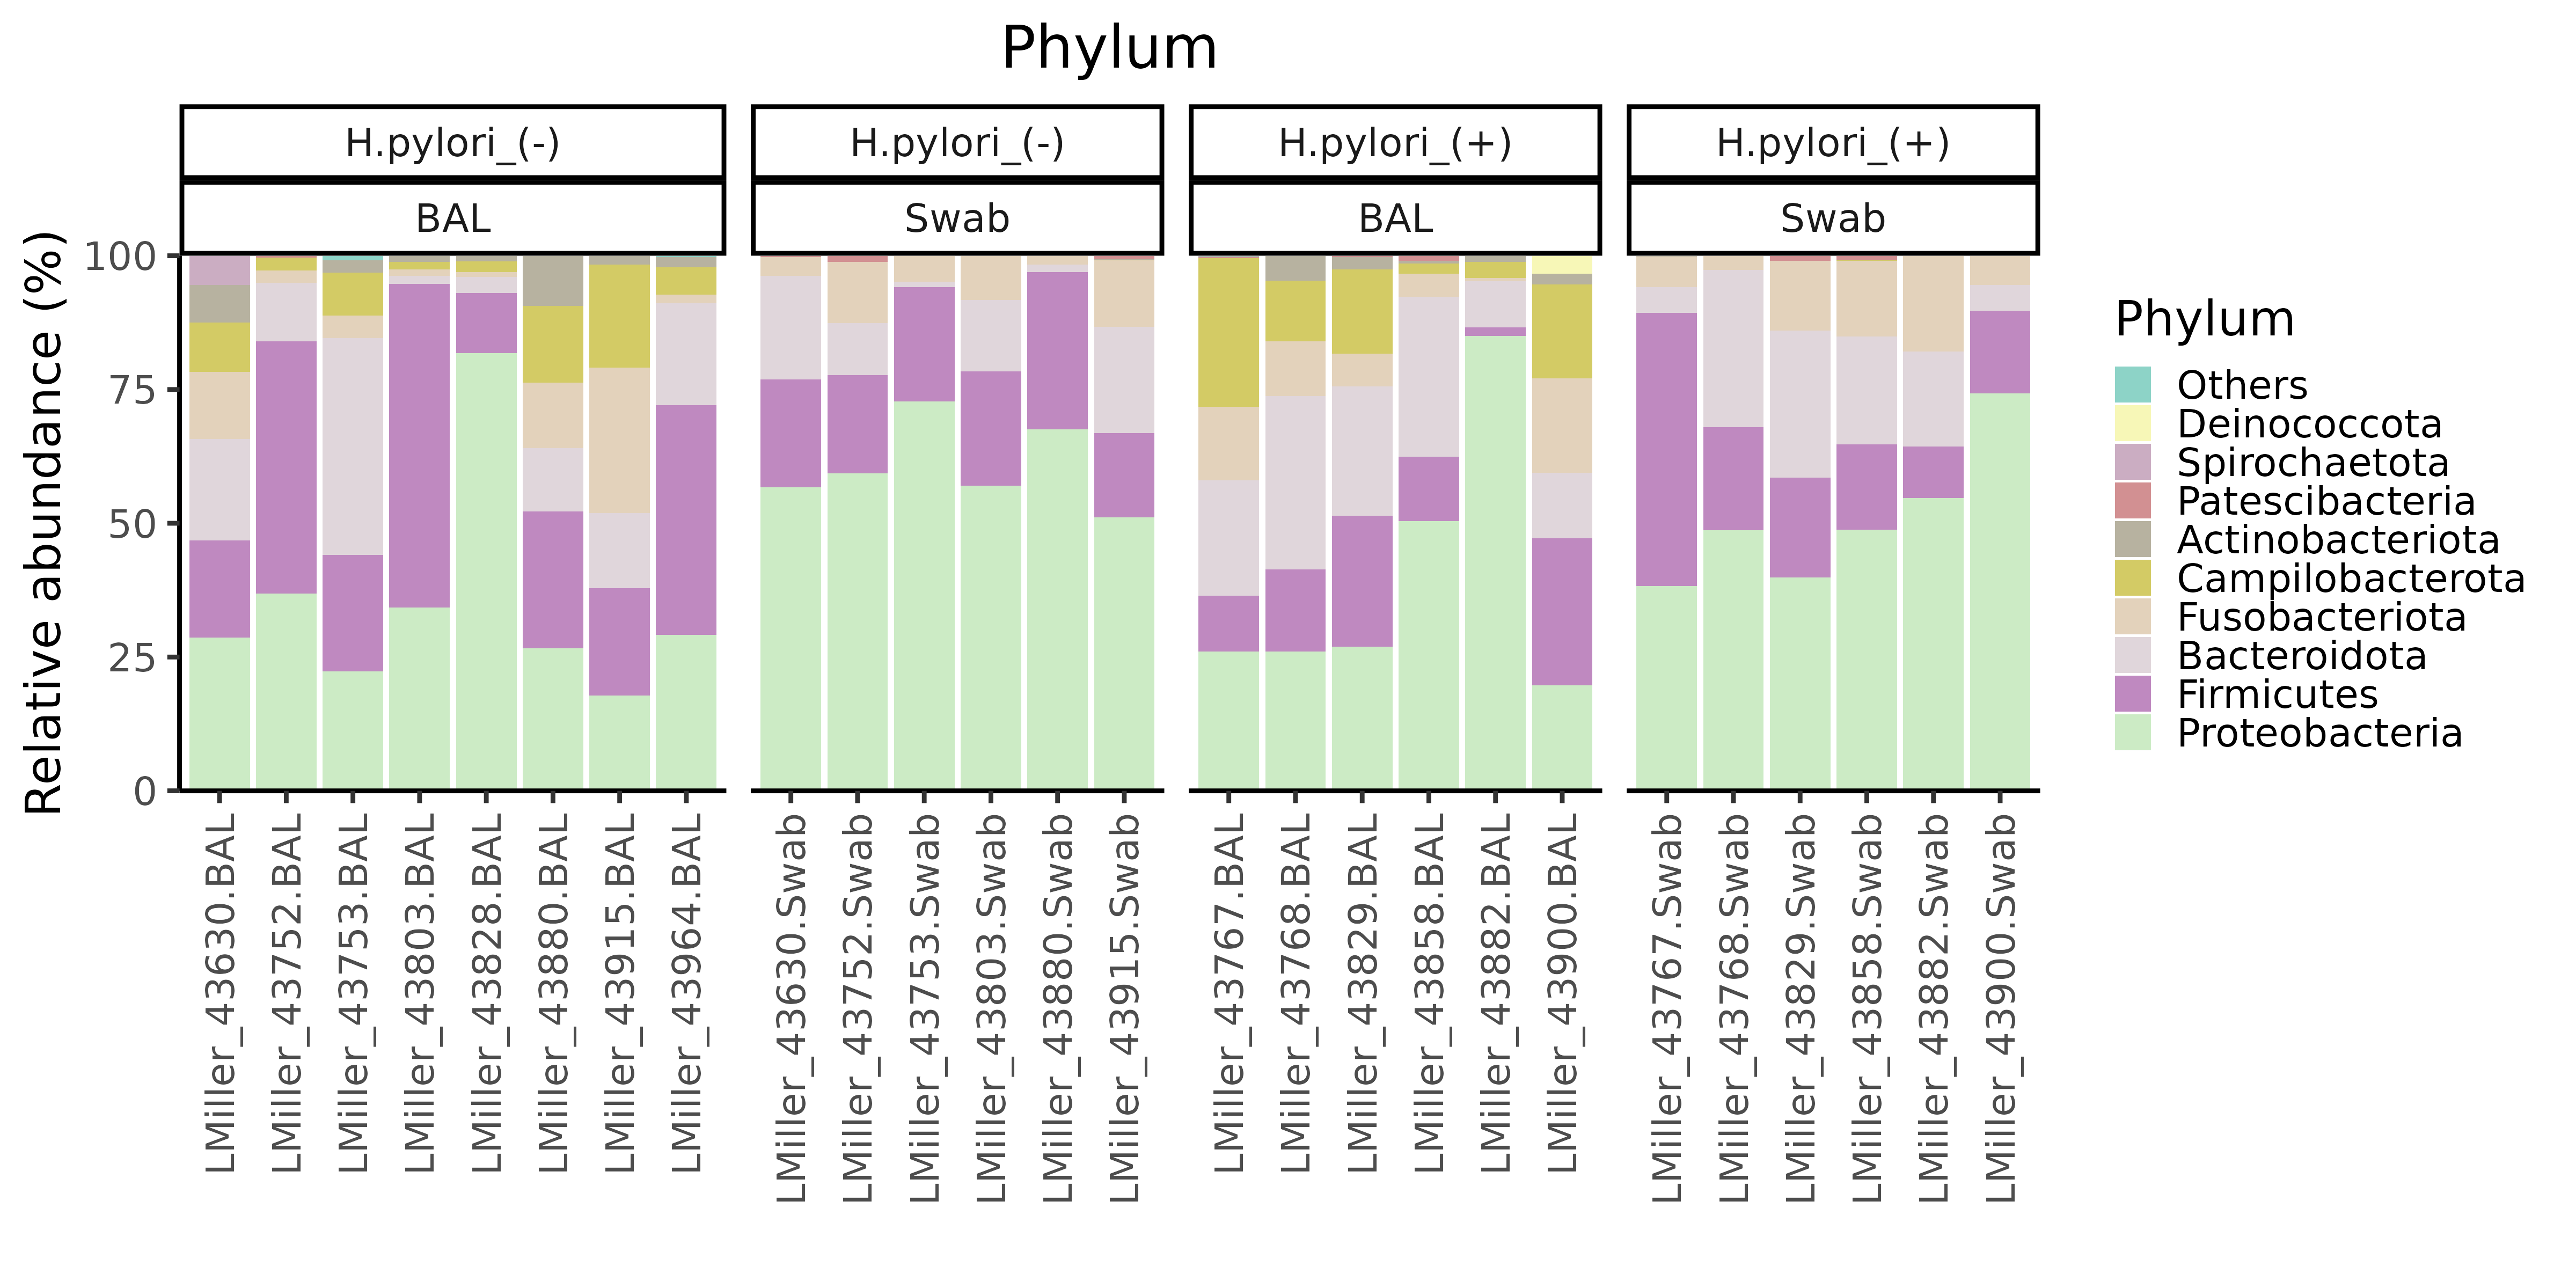 Phylum
H.pylori_(-)
H.pylori_(-)
H.pylori_(+)
H.pylori_(+)
BAL
Swab
BAL
Swab
Relative abundance (%)
100
75
50
25
0
LMiller_43630.BAL
LMiller_43752.BAL
LMiller_43753.BAL
LMiller_43803.BAL
LMiller_43828.BAL
LMiller_43880.BAL
LMiller_43915.BAL
LMiller_43964.BAL
LMiller_43630.Swab
LMiller_43752.Swab
LMiller_43753.Swab
LMiller_43803.Swab
LMiller_43880.Swab
LMiller_43915.Swab
LMiller_43767.BAL
LMiller_43768.BAL
LMiller_43829.BAL
LMiller_43858.BAL
LMiller_43882.BAL
LMiller_43900.BAL
LMiller_43767.Swab
LMiller_43768.Swab
LMiller_43829.Swab
LMiller_43858.Swab
LMiller_43882.Swab
LMiller_43900.Swab
Phylum
Others
Deinococcota
Spirochaetota
Patescibacteria
Actinobacteriota
Campilobacterota
Fusobacteriota
Bacteroidota
Firmicutes
Proteobacteria